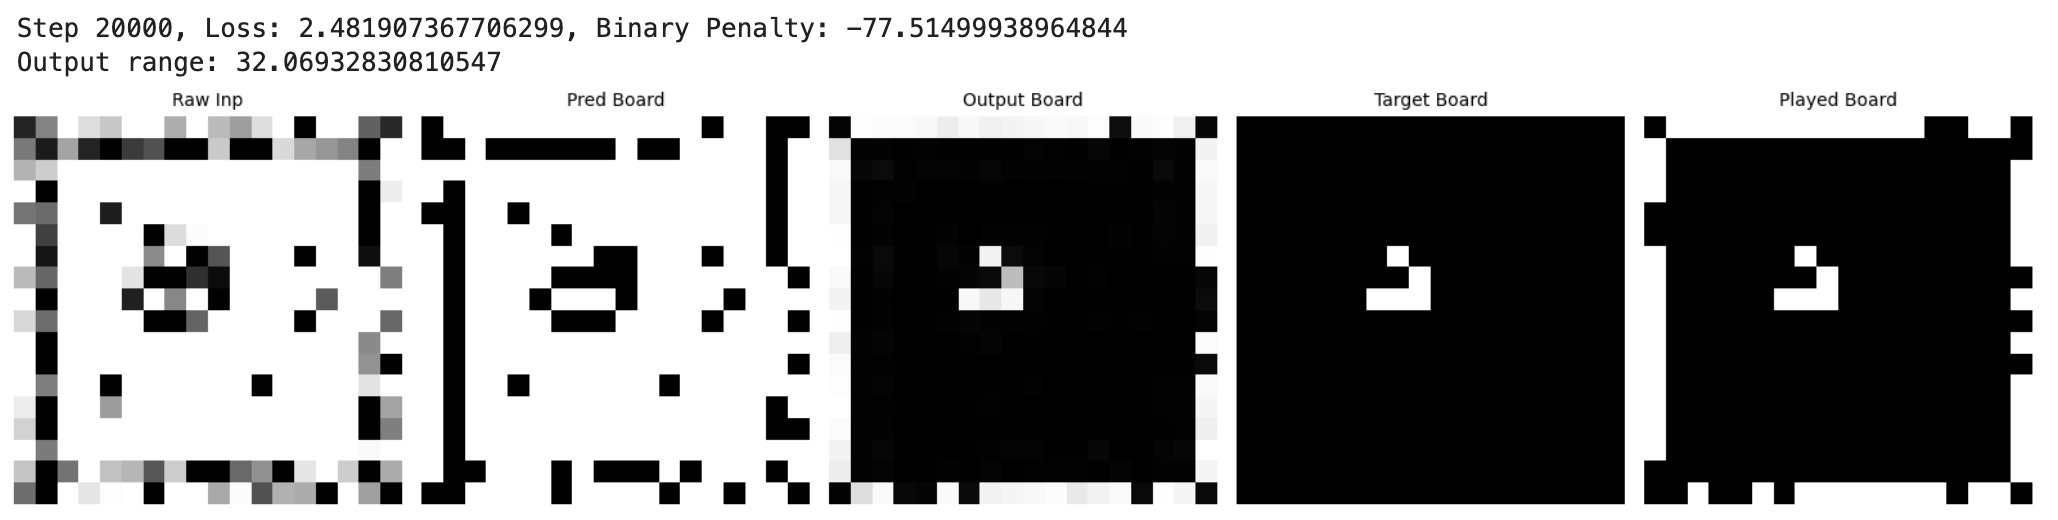 Step 20000, Loss: 2.481907367706299, Binary Penalty: -77.51499938964844
Output range: 32.06932830810547
Raw Inp Pred Board Output Board Target Board Played Board